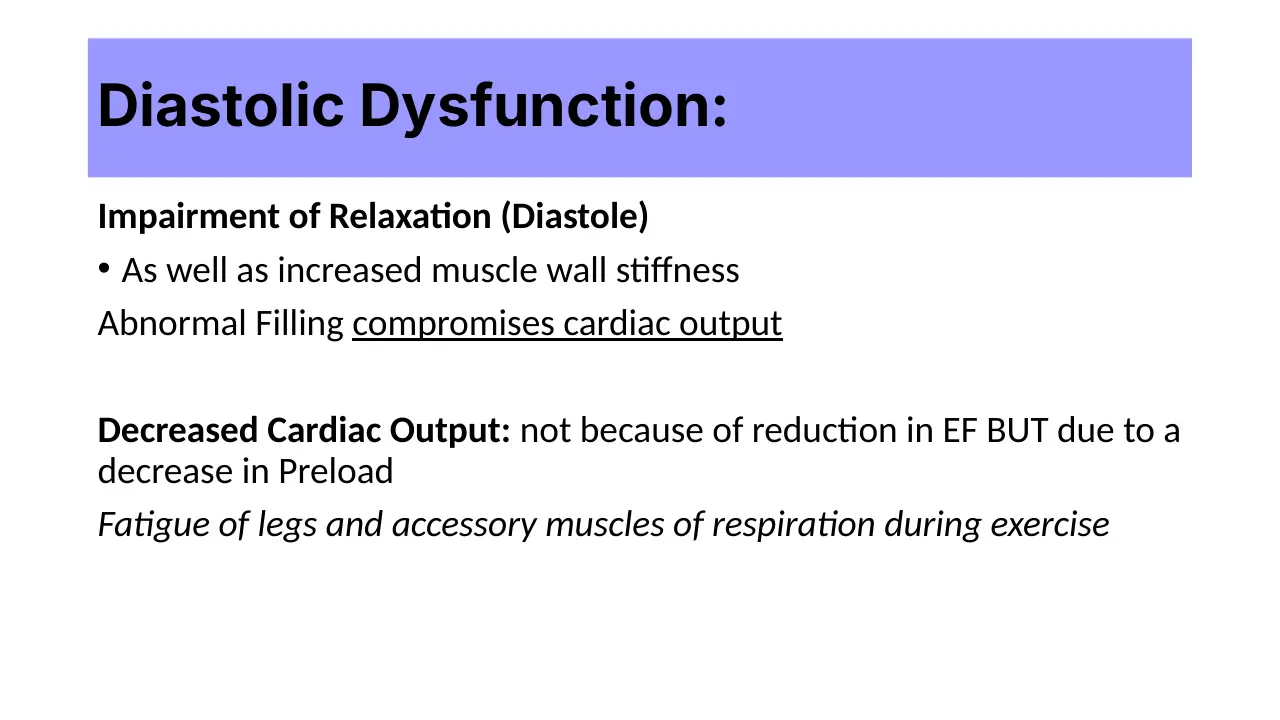 Diastolic Dysfunction:
Impairment of Relaxation (Diastole)
• As well as increased muscle wall stiffness
Abnormal Filling compromises cardiac output
Decreased Cardiac Output: not because of reduction in EF BUT due to a
decrease in Preload
Fatigue of legs and accessory muscles of respiration during exercise